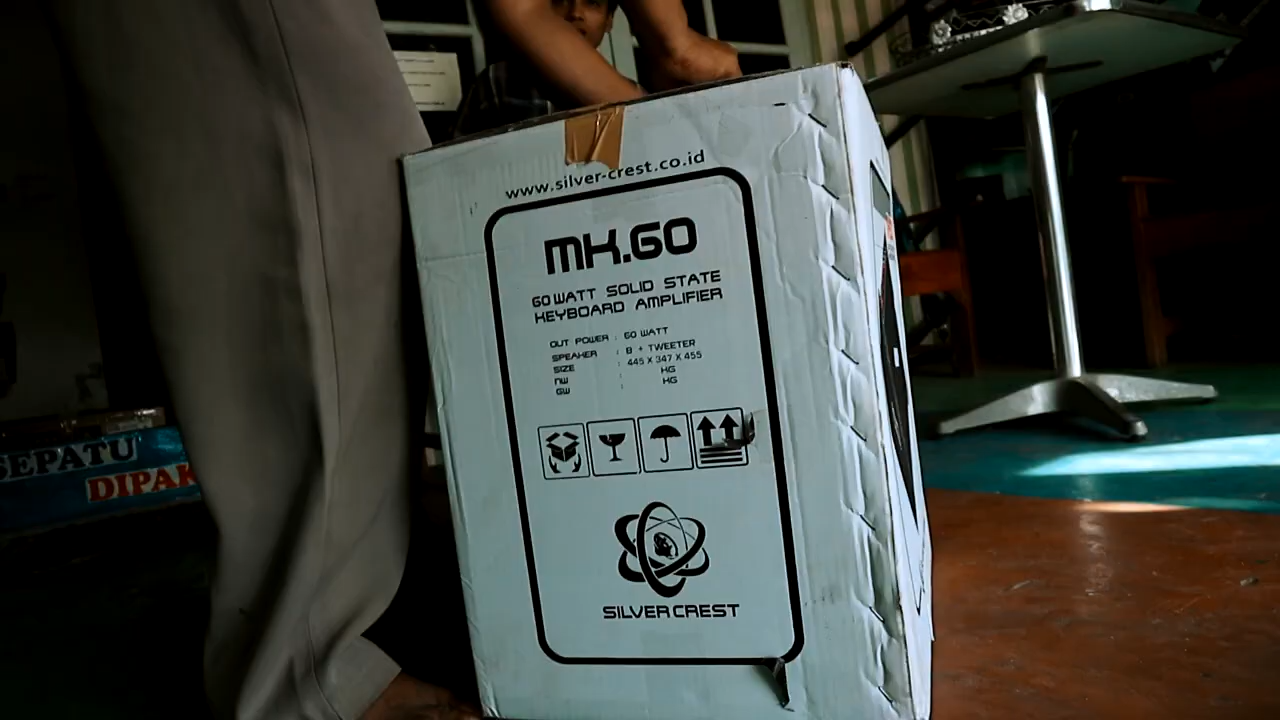 www.silver-crest.co.id
MK.60
60 WATT SOLID STATE
KEYBOARD AMPLIFIER
OUT POWER : 60 WATT
SPEAKER : 8 + TWEETER
SIZE : 445 X 347 X 455
NW : KG
GW KG
SILVER CREST
SEPATU
DIPAK